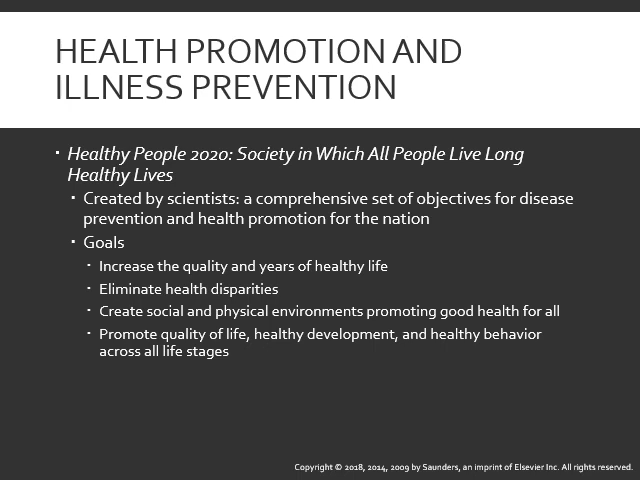 HEALTH PROMOTION AND
ILLNESS PREVENTION
▪ Healthy People 2020: Society in Which All People Live Long
Healthy Lives
▪ Created by scientists: a comprehensive set of objectives for disease
prevention and health promotion for the nation
▪ Goals
▪ Increase the quality and years of healthy life
▪ Eliminate health disparities
▪ Create social and physical environments promoting good health for all
▪ Promote quality of life, healthy development, and healthy behavior
across all life stages
Copyright © 2018, 2014, 2009 by Saunders, an imprint of Elsevier Inc. All rights reserved.